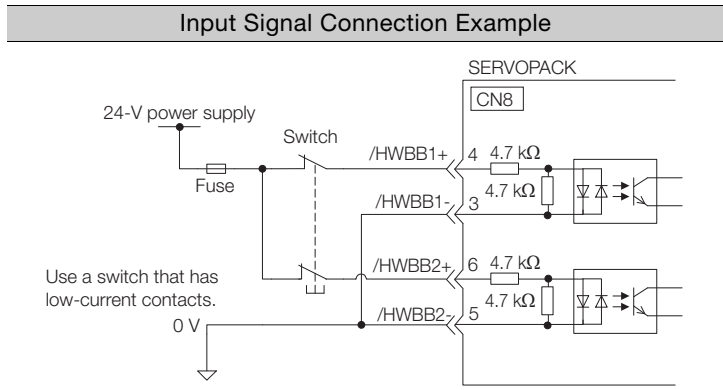 Input Signal Connection Example
SERVOPACK
CN8
24-V power supply
Switch
Fuse
/HWBB1+ 4 4.7 kΩ
4.7 kΩ
/HWBB1- 3
/HWBB2+ 6 4.7 kΩ
4.7 kΩ
/HWBB2- 5
Use a switch that has
low-current contacts.
0 V